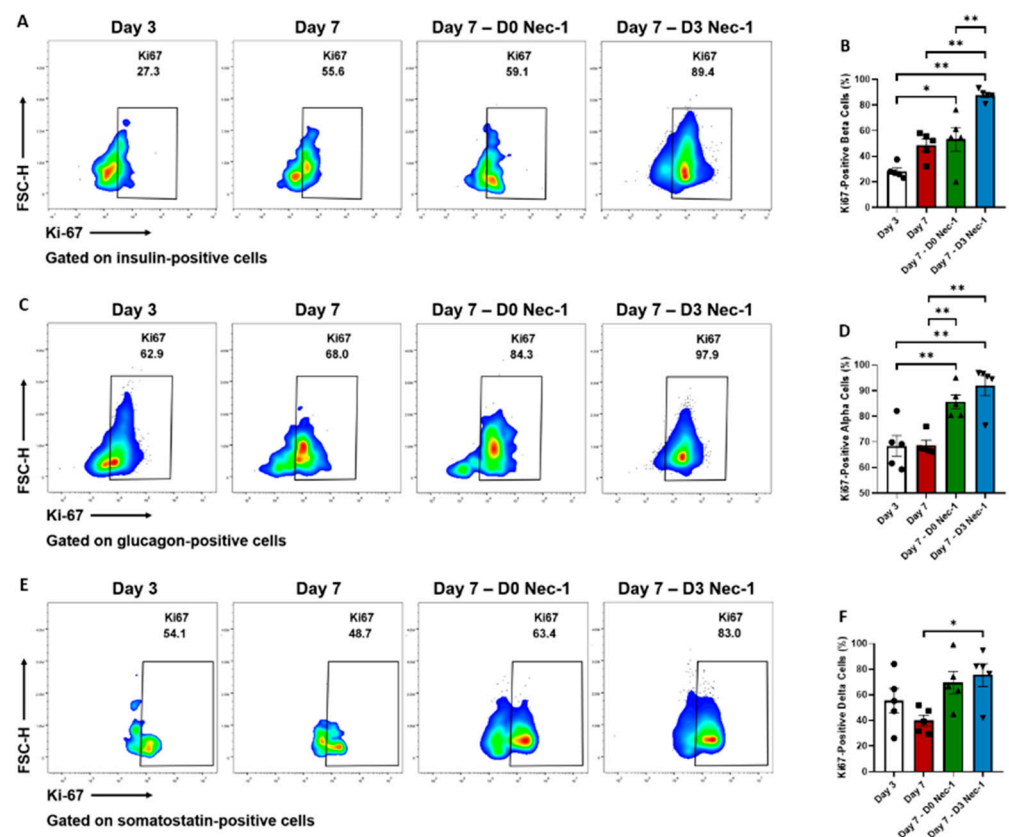 A
Day 3
Day 7
Day 7 – D0 Nec-1
Day 7 – D3 Nec-1
Ki67
27.3
Ki67
55.6
Ki67
59.1
Ki67
89.4
FSC-H
Ki-67
Gated on insulin-positive cells
B
**
**
**
*
Ki67-Positive Beta Cells (%)
100
80
60
40
20
0
Day 3
Day 7
Day 7 - D0 Nec-1
Day 7 - D3 Nec-1
C
Day 3
Day 7
Day 7 – D0 Nec-1
Day 7 – D3 Nec-1
Ki67
62.9
Ki67
68.0
Ki67
84.3
Ki67
97.9
FSC-H
Ki-67
Gated on glucagon-positive cells
D
**
**
**
**
Ki67-Positive Alpha Cells (%)
100
90
80
70
60
50
Day 3
Day 7
Day 7 - D0 Nec-1
Day 7 - D3 Nec-1
E
Day 3
Day 7
Day 7 – D0 Nec-1
Day 7 – D3 Nec-1
Ki67
54.1
Ki67
48.7
Ki67
63.4
Ki67
83.0
FSC-H
Ki-67
Gated on somatostatin-positive cells
F
*
Ki67-Positive Delta Cells (%)
100
80
60
40
20
0
Day 3
Day 7
Day 7 - D0 Nec-1
Day 7 - D3 Nec-1